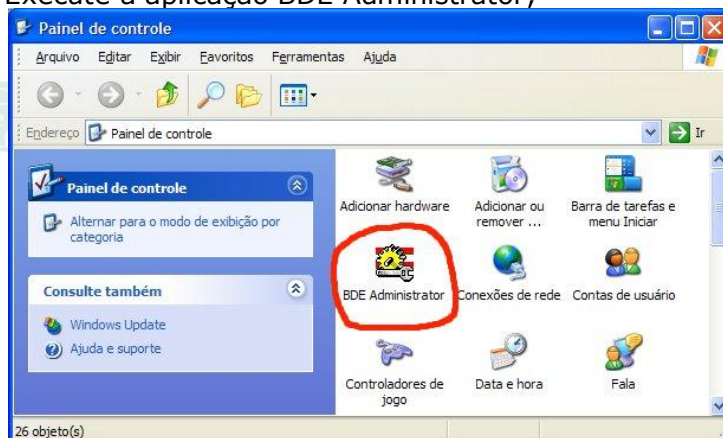 Execute a aplicação BDE Administrator;
Painel de controle
Arquivo Editar Exibir Favoritos Ferramentas Ajuda
Endereço Painel de controle Ir
Painel de controle
Alternar para o modo de exibição por
categoria
Consulte também
Windows Update
Ajuda e suporte
Adicionar hardware
Adicionar ou
remover ...
Barra de tarefas e
menu Iniciar
BDE Administrator
Conexões de rede
Contas de usuário
Controladores de
jogo
Data e hora
Fala
26 objeto(s)